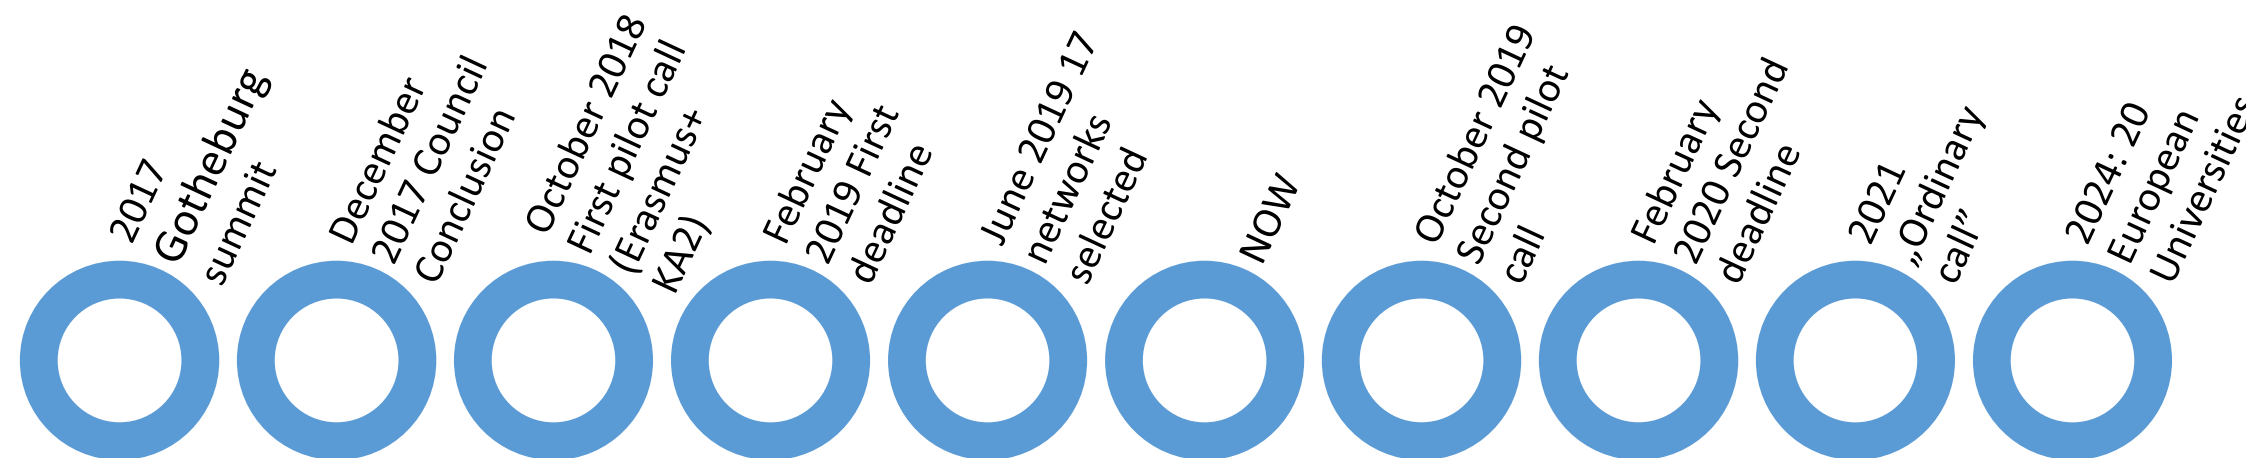 2017
Gotheburg
summit
December
2017 Council
Conclusion
October 2018
First pilot call
(Erasmus+
KA2)
February
2019 First
deadline
June 2019 17
networks
selected
NOW
October 2019
Second pilot
call
February
2020 Second
deadline
2021
„Ordinary
call”
2024: 20
European
Universities